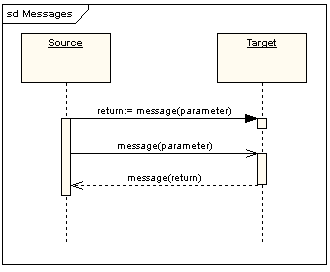 sd Messages
Source
Target
return:= message(parameter)
message(parameter)
message(return)